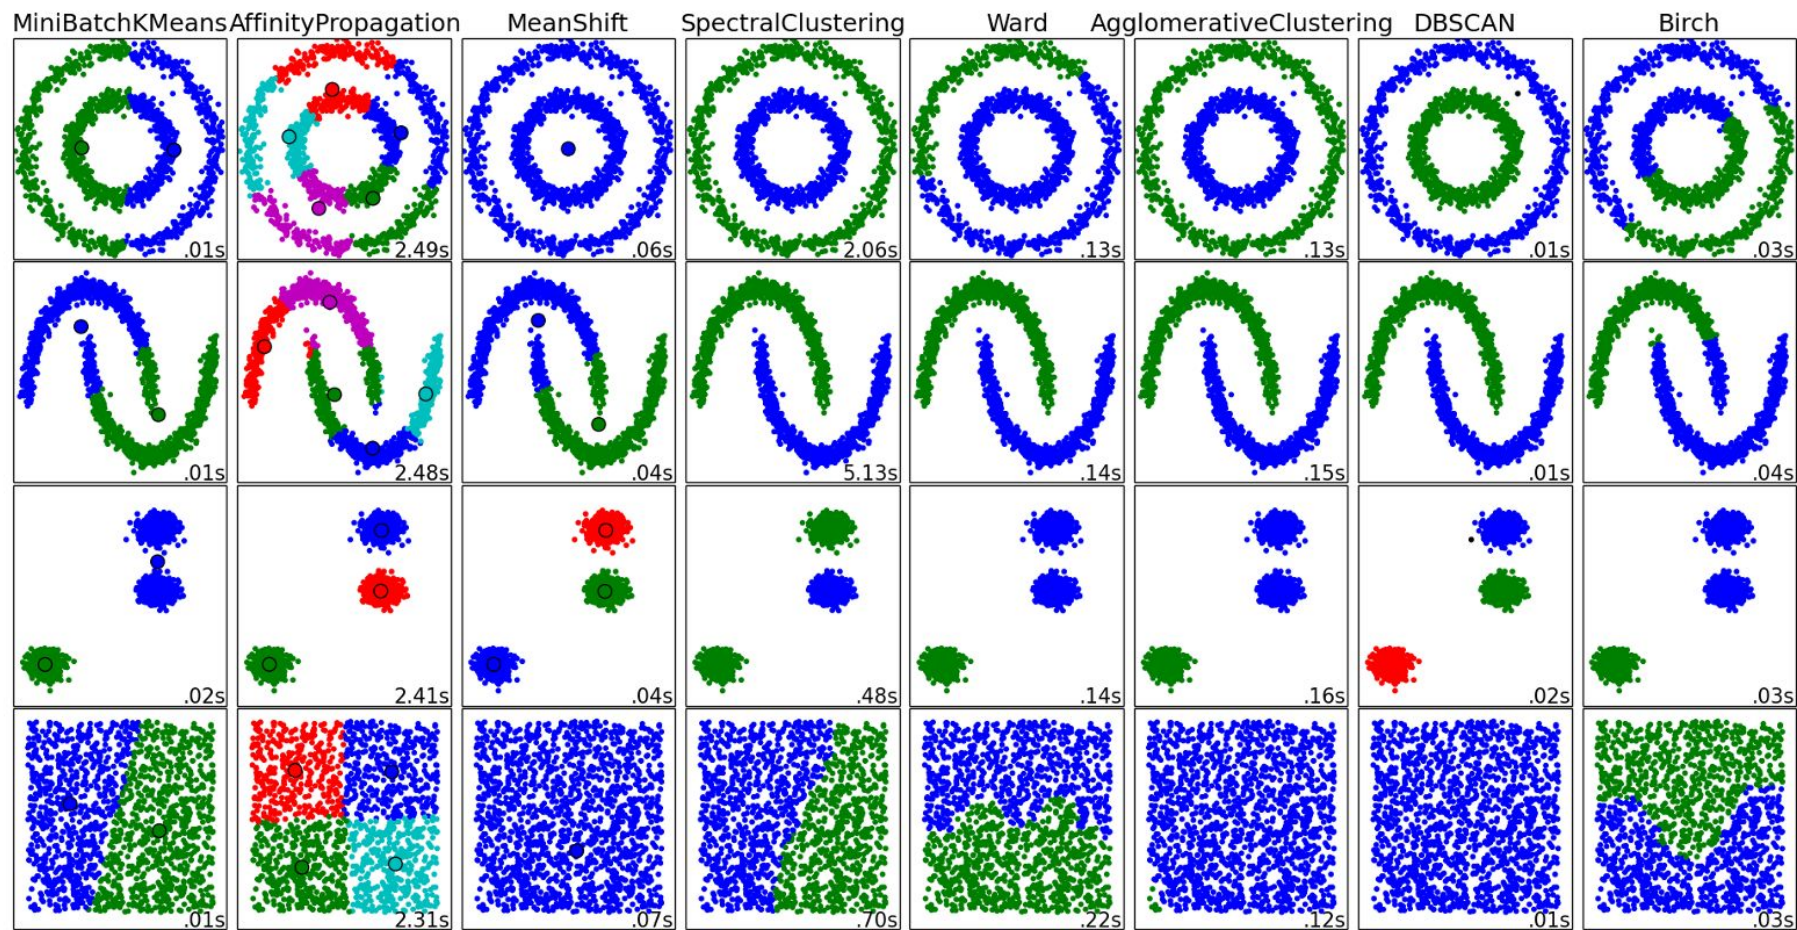 MiniBatchKMeans AffinityPropagation MeanShift SpectralClustering Ward AgglomerativeClustering DBSCAN Birch
.01s 2.49s .06s 2.06s .13s .13s .01s .03s
.01s 2.48s .04s 5.13s .14s .15s .01s .04s
.02s 2.41s .04s .48s .14s .16s .02s .03s
.01s 2.31s .07s .70s .22s .12s .01s .03s